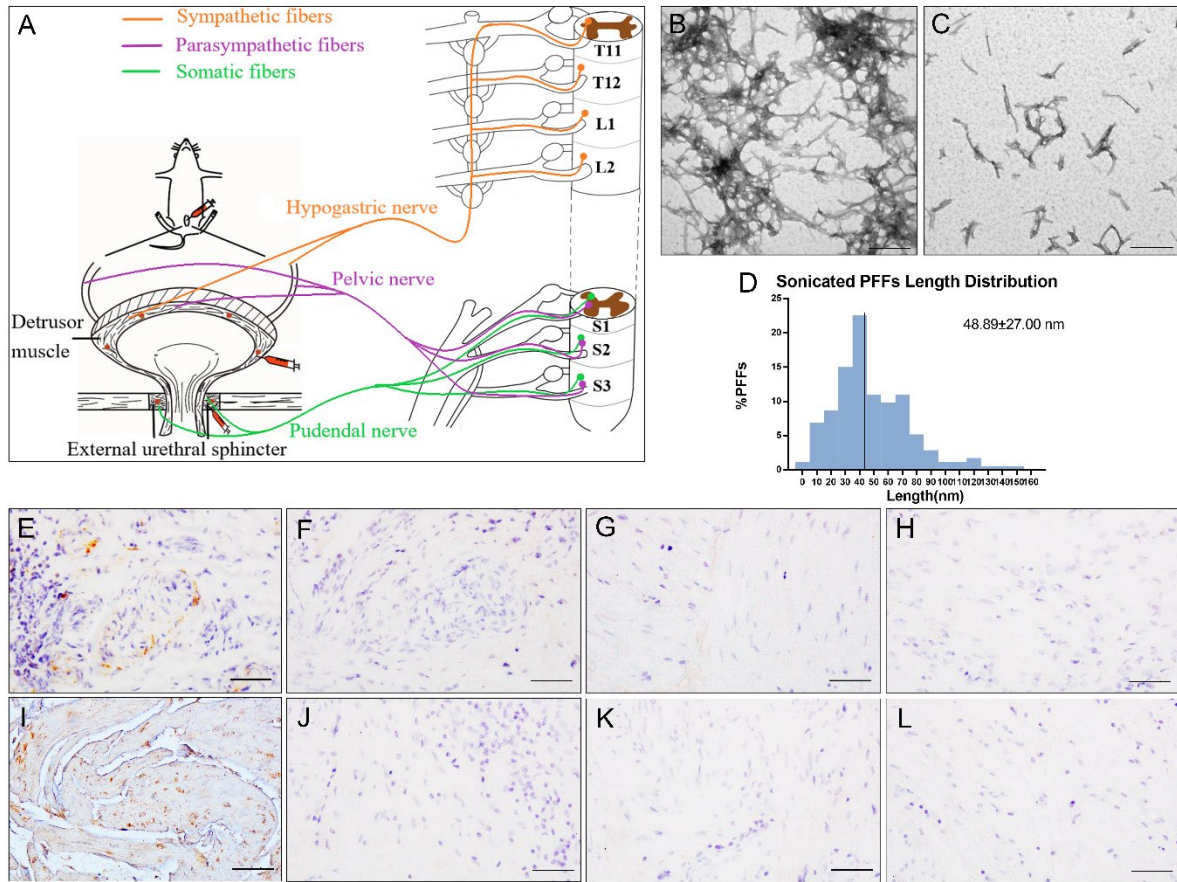 A
Sympathetic fibers
Parasympathetic fibers
Somatic fibers
T11
T12
L1
L2
Hypogastric nerve
Pelvic nerve
Detrusor
muscle
S1
S2
S3
Pudendal nerve
External urethral sphincter
B
C
D
Sonicated PFFs Length Distribution
48.89±27.00 nm
%PFFs
25
20
15
10
5
0
0 10 20 30 40 50 60 70 80 90 100 110 120 130 140 150 160
Length(nm)
E
F
G
H
I
J
K
L